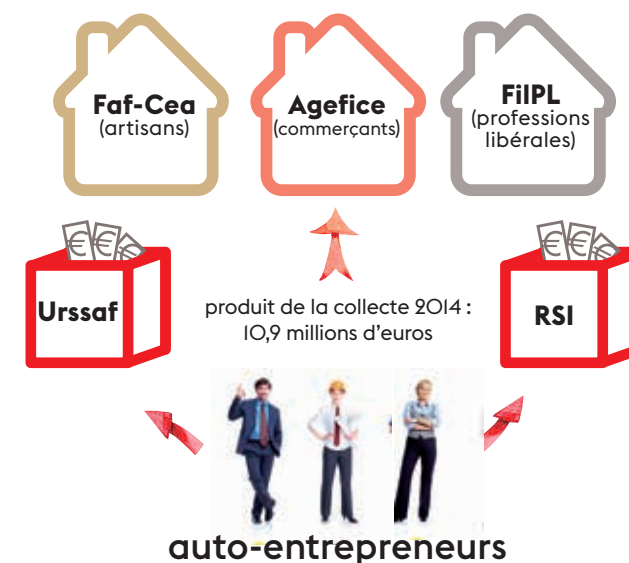 Faf-Cea
(artisans)
Agefice
(commerçants)
FiIPL
(professions
libérales)
€ € €
€ € €
Urssaf
produit de la collecte 2014 :
10,9 millions d’euros
RSI
auto-entrepreneurs